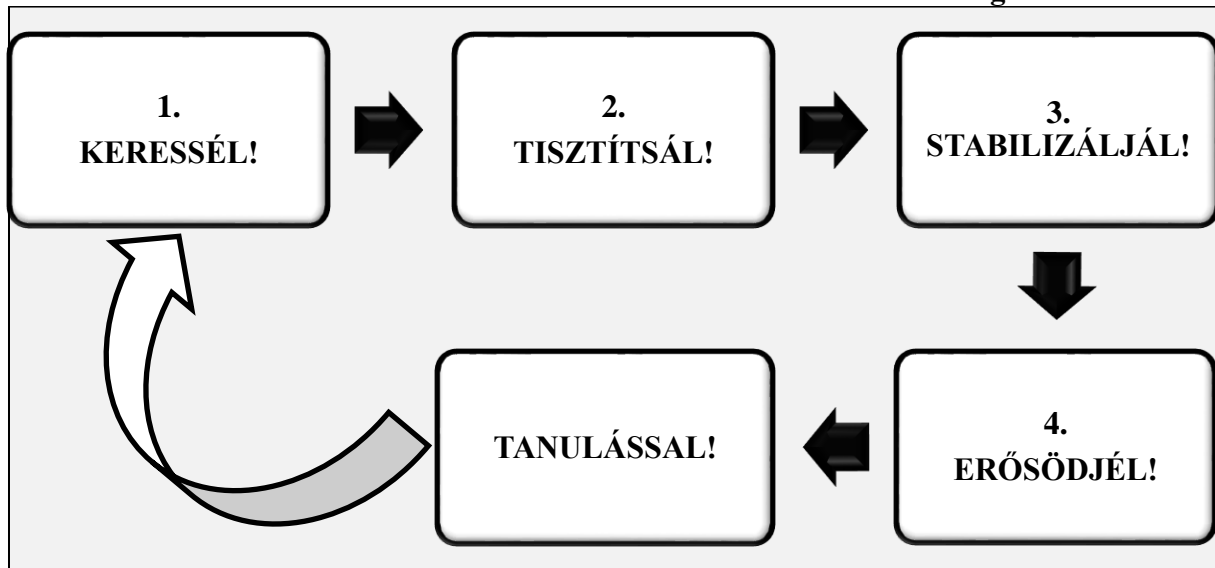 1.
KERESSÉL!
2.
TISZTÍTSÁL!
3.
STABILIZÁLJÁL!
4.
ERŐSÖDJÉL!
TANULÁSSAL!